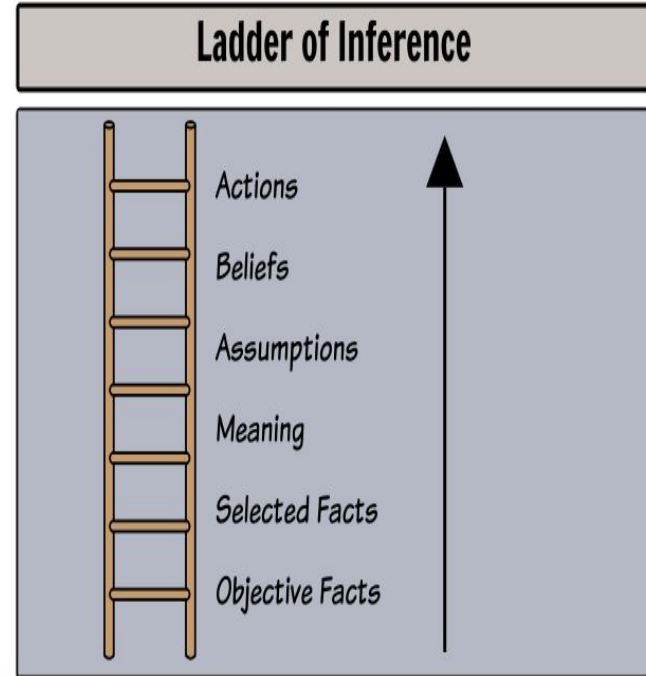 Ladder of Inference
Actions
Beliefs
Assumptions
Meaning
Selected Facts
Objective Facts